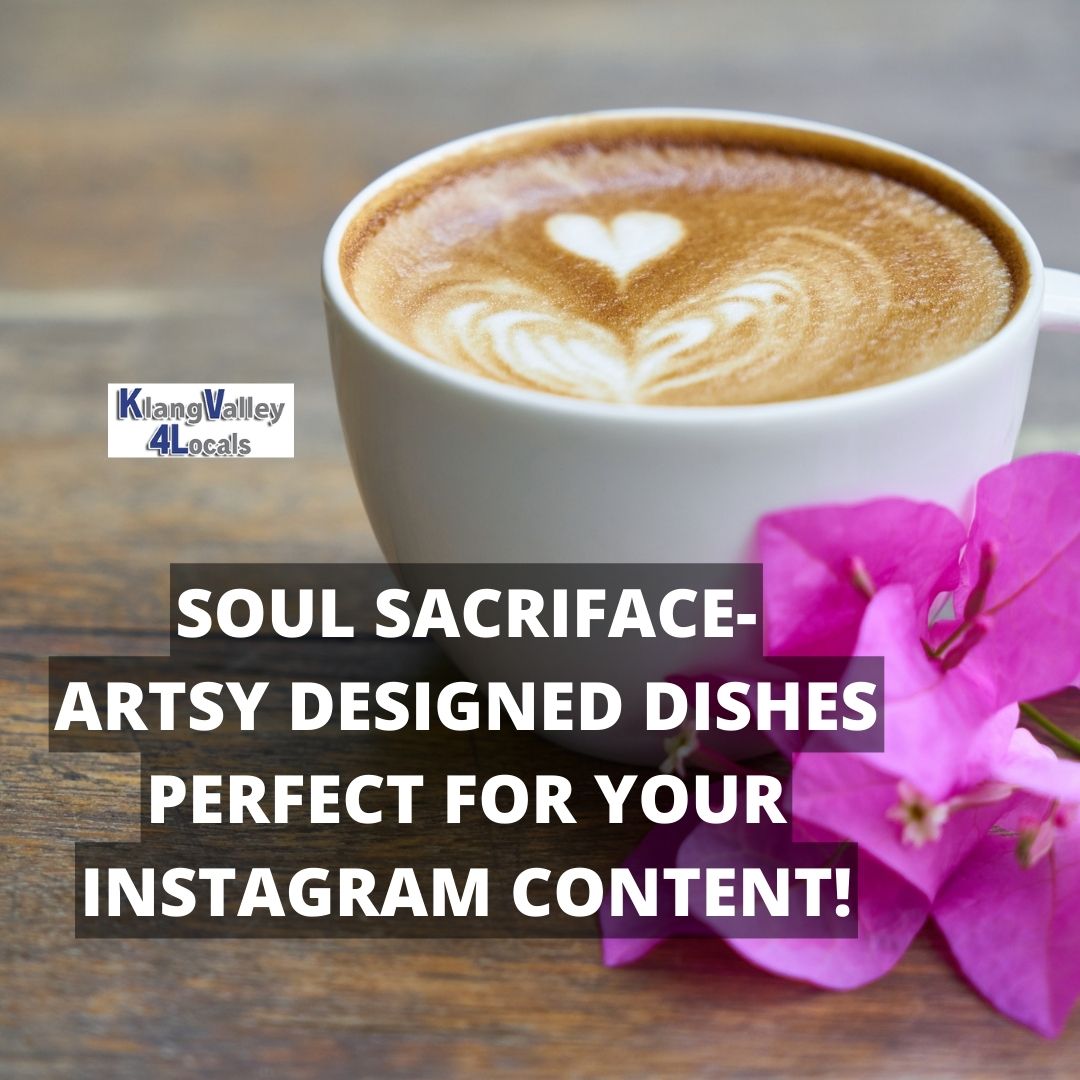 KlangValley
4Locals
SOUL SACRIFACE-
ARTSY DESIGNED DISHES
PERFECT FOR YOUR
INSTAGRAM CONTENT!